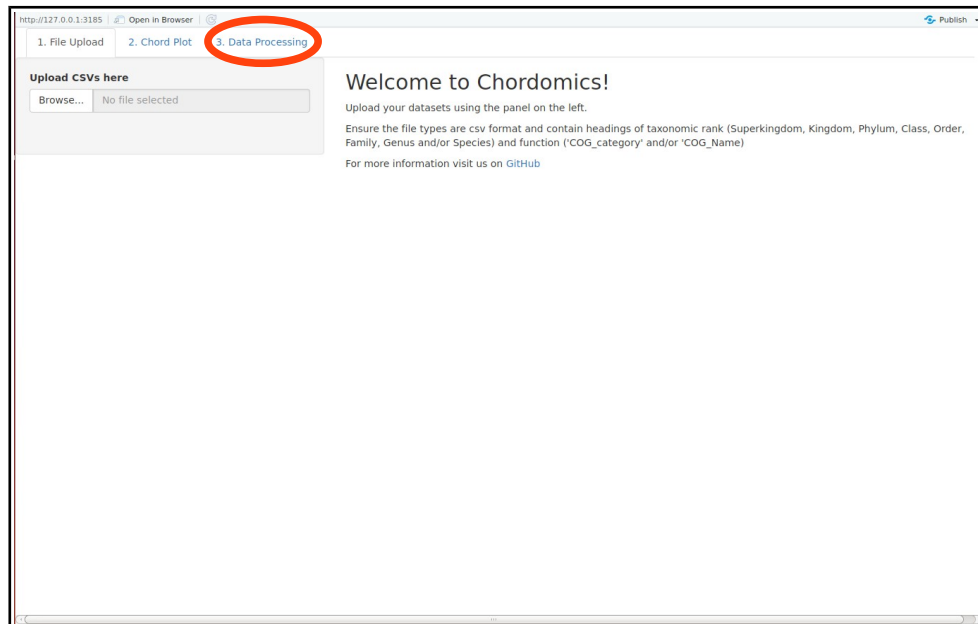 http://127.0.0.1:3185 Open in Browser Publish
1. File Upload 2. Chord Plot 3. Data Processing
Upload CSVs here
Browse... No file selected
Welcome to Chordomics!
Upload your datasets using the panel on the left.
Ensure the file types are csv format and contain headings of taxonomic rank (Superkingdom, Kingdom, Phylum, Class, Order,
Family, Genus and/or Species) and function ('COG_category' and/or 'COG_Name)
For more information visit us on GitHub